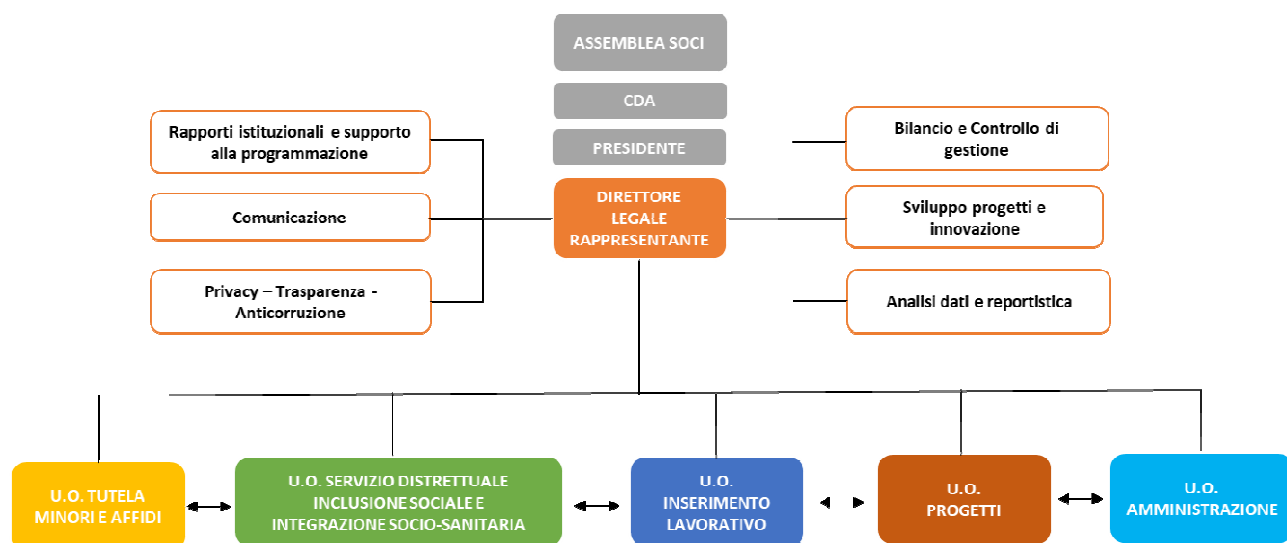 ASSEMBLEA SOCI
CDA
PRESIDENTE
DIRETTORE
LEGALE
RAPPRESENTANTE
Rapporti istituzionali e supporto
alla programmazione
Comunicazione
Privacy – Trasparenza -
Anticorruzione
Bilancio e Controllo di
gestione
Sviluppo progetti e
innovazione
Analisi dati e reportistica
U.O. TUTELA
MINORI E AFFIDI
U.O. SERVIZIO DISTRETTUALE
INCLUSIONE SOCIALE E
INTEGRAZIONE SOCIO-SANITARIA
U.O.
INSERIMENTO
LAVORATIVO
U.O.
PROGETTI
U.O.
AMMINISTRAZIONE